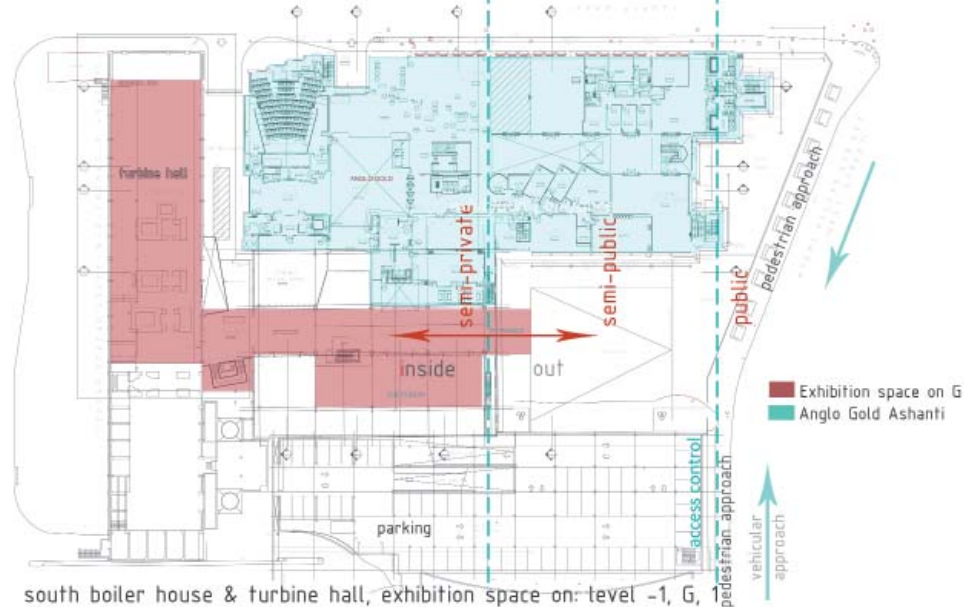 turbine hall
ANGLOGOLD
semi-private
semi-public
public
pedestrian approach
inside
out
Exhibition space on G
Anglo Gold Ashanti
parking
access control
pedestrian approach
vehicular
approach
south boiler house & turbine hall, exhibition space on: level -1, G, 1